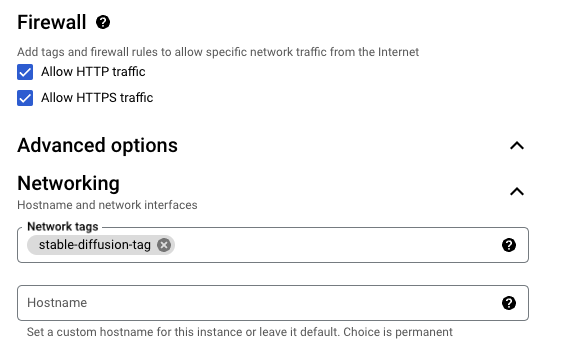 Firewall
Add tags and firewall rules to allow specific network traffic from the Internet
Allow HTTP traffic
Allow HTTPS traffic
Advanced options
Networking
Hostname and network interfaces
Network tags
stable-diffusion-tag
Hostname
Set a custom hostname for this instance or leave it default. Choice is permanent